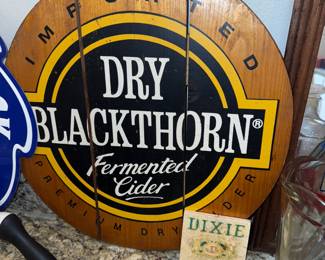 IMPORTED
DRY
BLACKTHORN®
Fermented
Cider
PREMIUM DRY CIDER
DIXIE